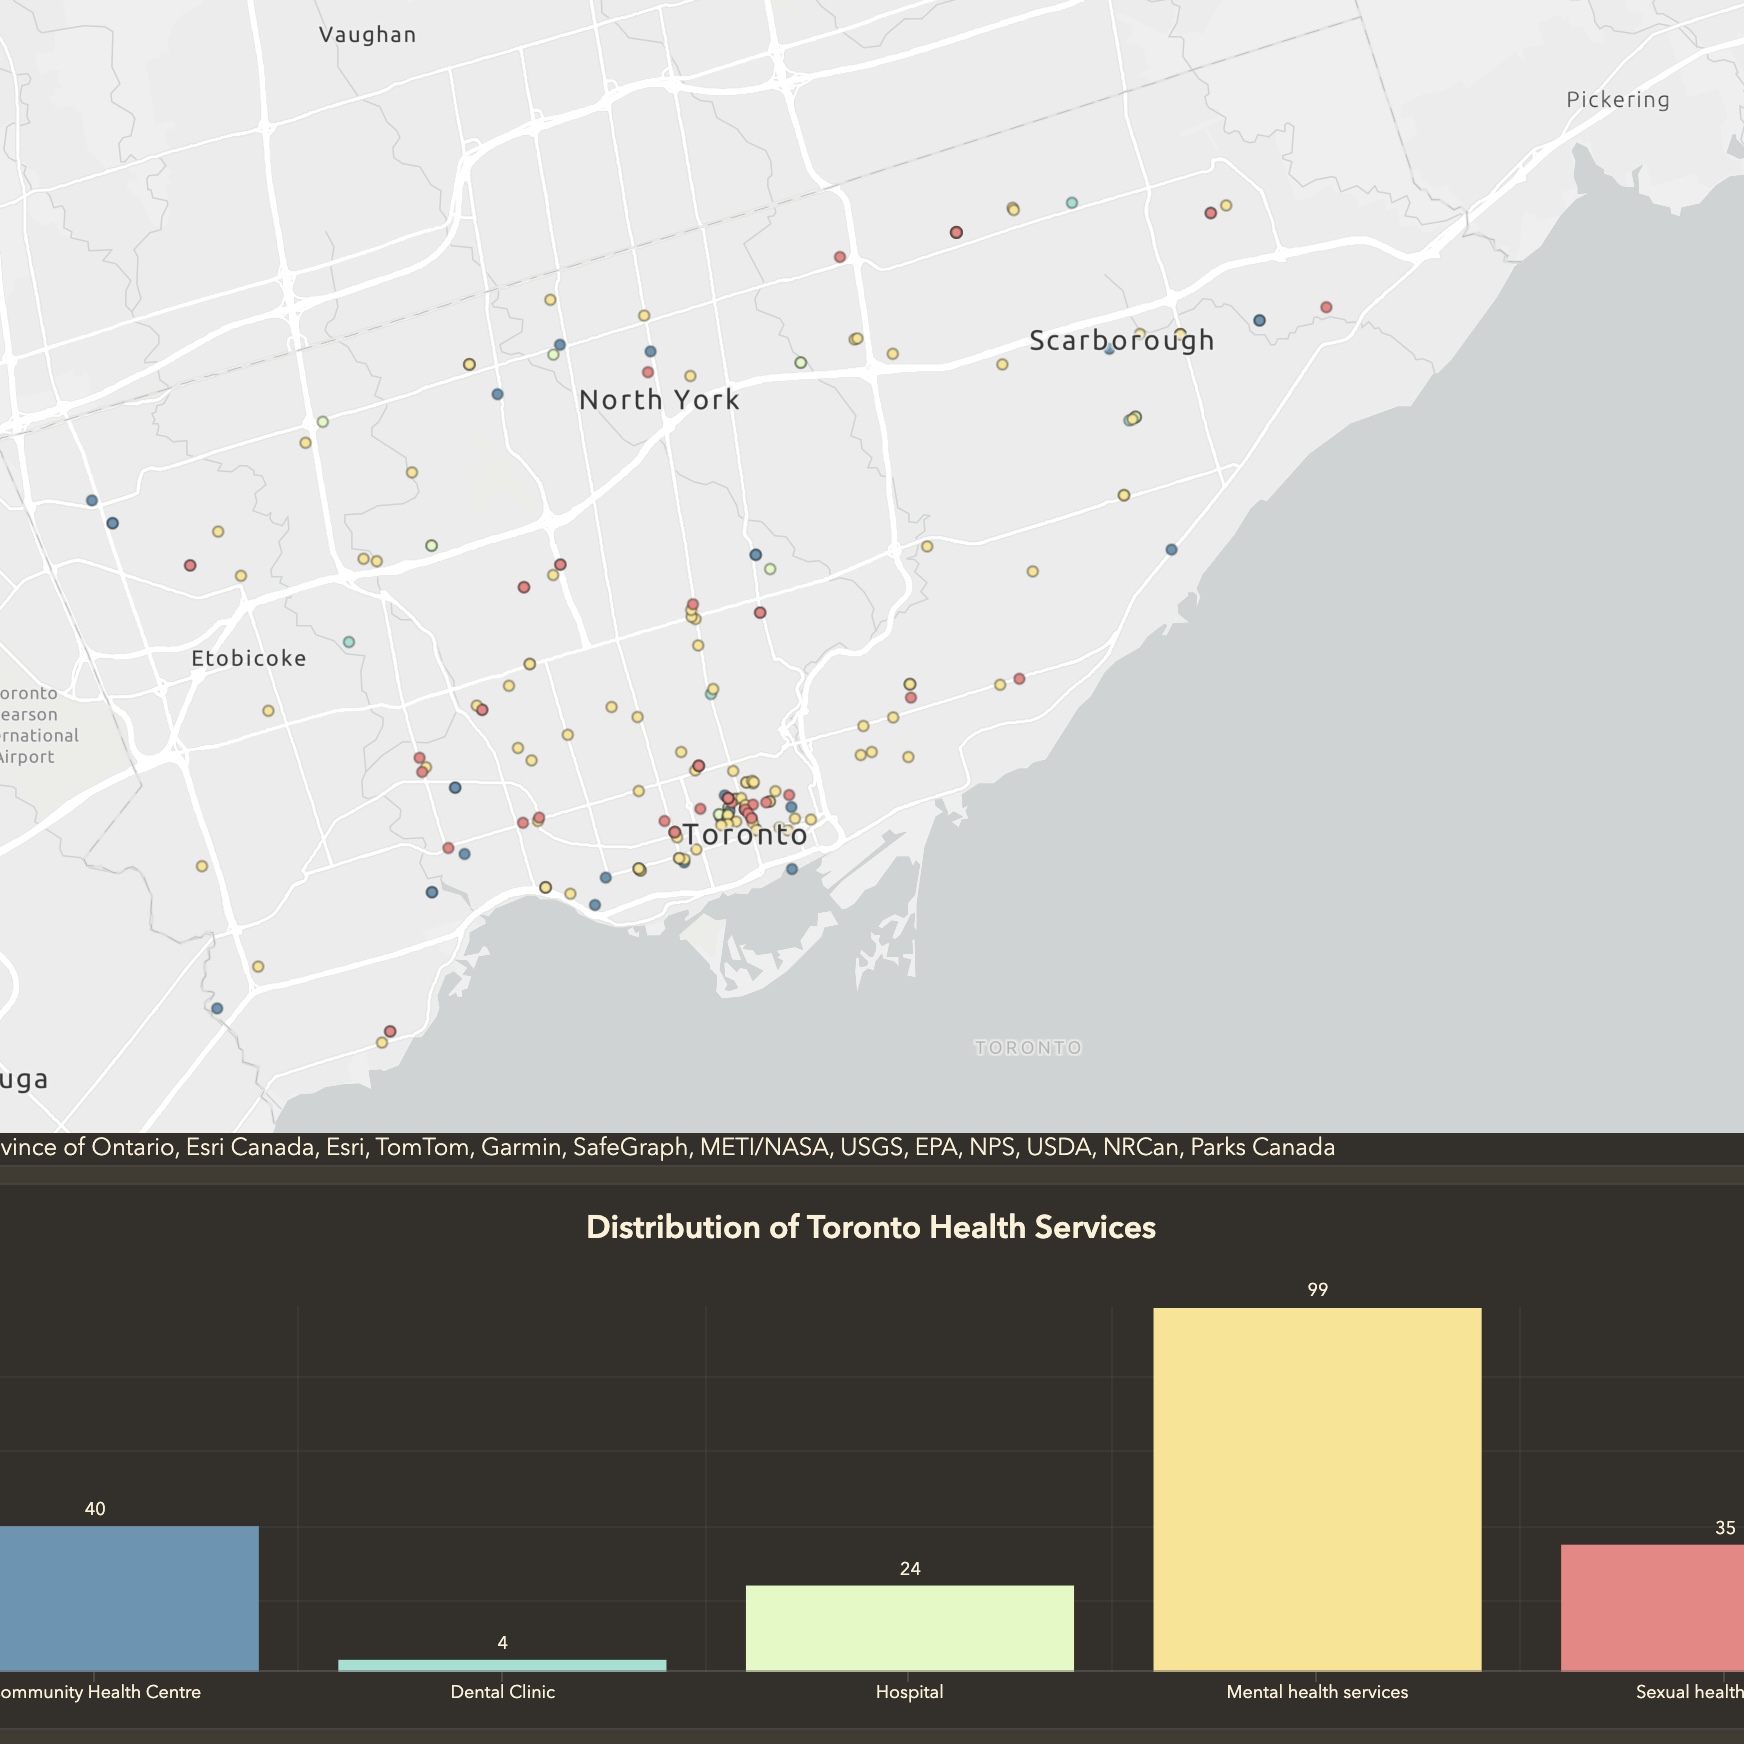 Vaughan
Pickering
Scarborough
North York
Etobicoke
oronto
earson
ernational
Airport
Toronto
TORONTO
uga
vince of Ontario, Esri Canada, Esri, TomTom, Garmin, SafeGraph, METI/NASA, USGS, EPA, NPS, USDA, NRCan, Parks Canada
Distribution of Toronto Health Services
99
40
35
24
4
ommunity Health Centre
Dental Clinic
Hospital
Mental health services
Sexual health